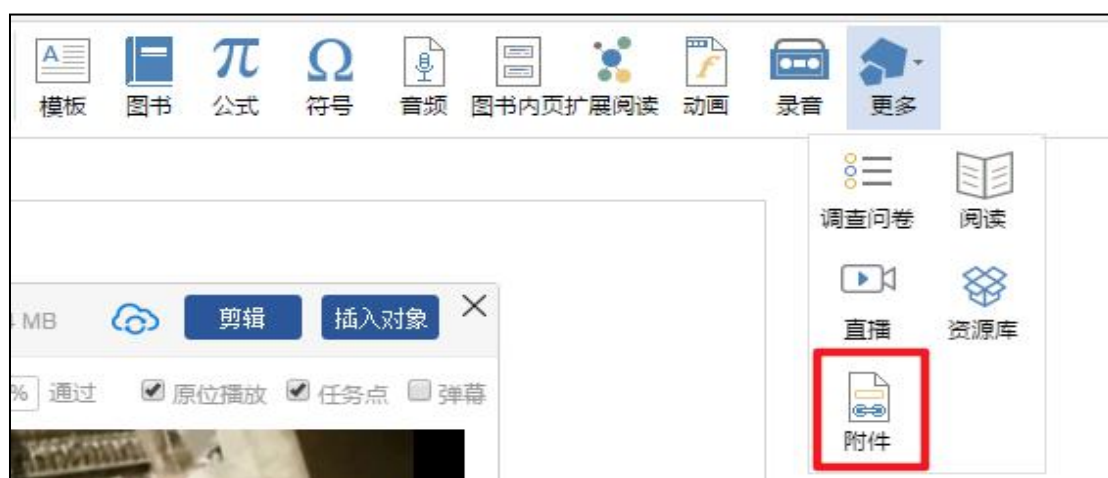 模板 图书 公式 符号 音频 图书内页 扩展阅读 动画 录音 更多
调查问卷 阅读
MB 剪辑 插入对象
直播 资源库
% 通过 原位播放 任务点 弹幕
附件